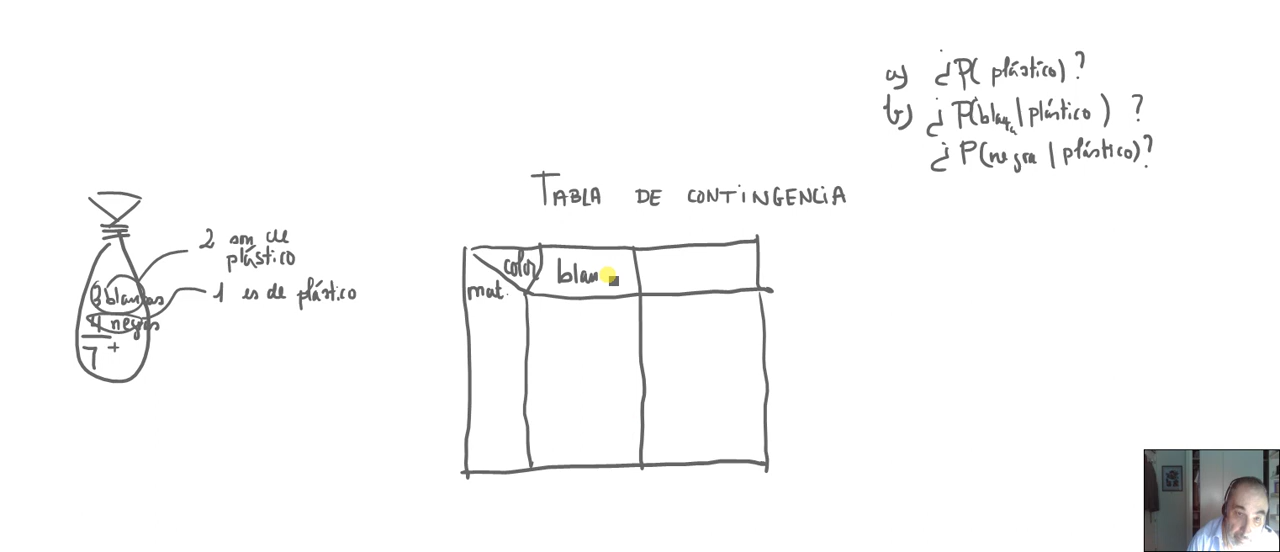 a) ¿P(plástico)?
b) ¿P(blanca|plástico)?
¿P(negra|plástico)?
TABLA DE CONTINGENCIA
2 son de
plástico
3 blancas
1 es de plástico
4 negras
7 +
color
mat.
blan